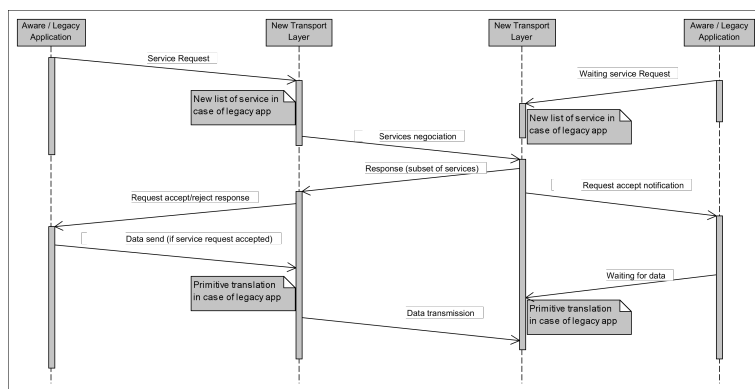 Aware / Legacy
Application
New Transport
Layer
New Transport
Layer
Aware / Legacy
Application
Service Request
Waiting service Request
New list of service in
case of legacy app
New list of service in
case of legacy app
Services negociation
Response (subset of services)
Request accept notification
Request accept/reject response
Data send (if service request accepted)
Waiting for data
Primitive translation
in case of legacy app
Primitive translation
in case of legacy app
Data transmission